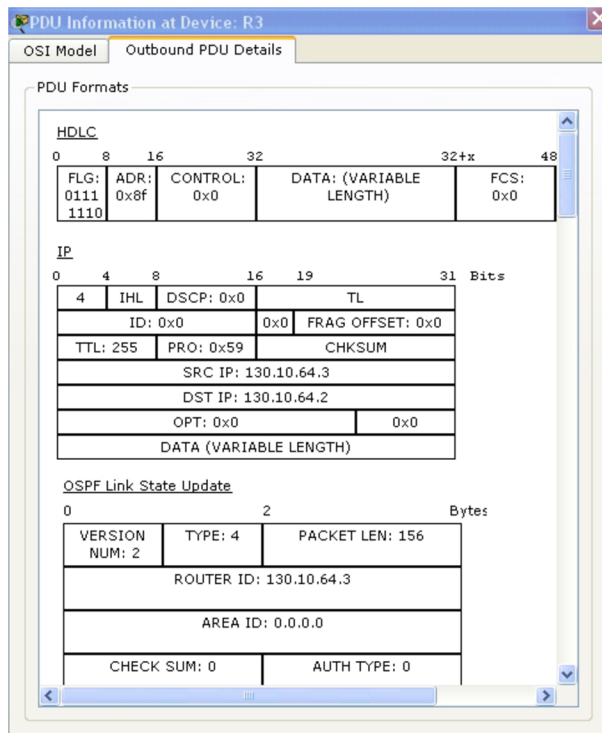 PDU Information at Device: R3
OSI Model Outbound PDU Details
PDU Formats
HDLC
0 8 16 32 32+x 48
FLG: ADR: CONTROL: DATA: (VARIABLE FCS:
0111 0x8f 0x0 LENGTH) 0x0
1110
IP
0 4 8 16 19 31 Bits
4 IHL DSCP: 0x0 TL
ID: 0x0 0x0 FRAG OFFSET: 0x0
TTL: 255 PRO: 0x59 CHKSUM
SRC IP: 130.10.64.3
DST IP: 130.10.64.2
OPT: 0x0 0x0
DATA (VARIABLE LENGTH)
OSPF Link State Update
0 2 Bytes
VERSION TYPE: 4 PACKET LEN: 156
NUM: 2
ROUTER ID: 130.10.64.3
AREA ID: 0.0.0.0
CHECK SUM: 0 AUTH TYPE: 0